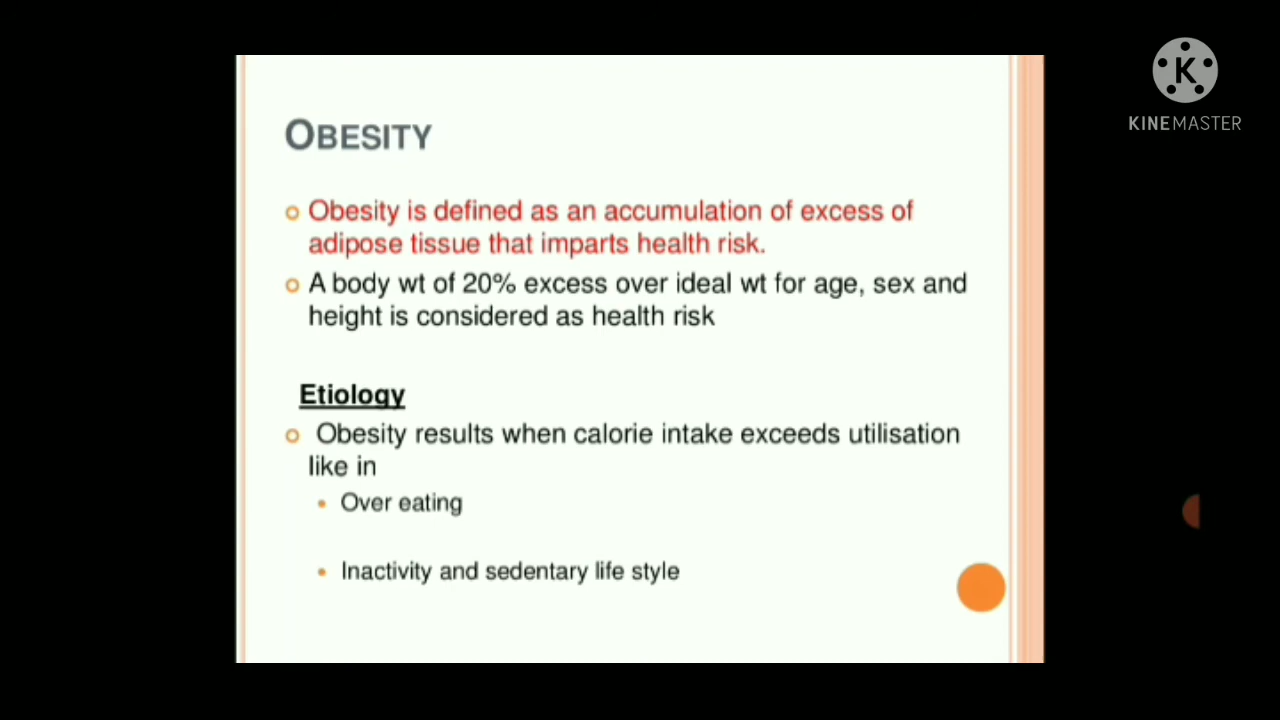 OBESITY
Obesity is defined as an accumulation of excess of
adipose tissue that imparts health risk.
A body wt of 20% excess over ideal wt for age, sex and
height is considered as health risk
Etiology
Obesity results when calorie intake exceeds utilisation
like in
Over eating
Inactivity and sedentary life style
K
KINEMASTER